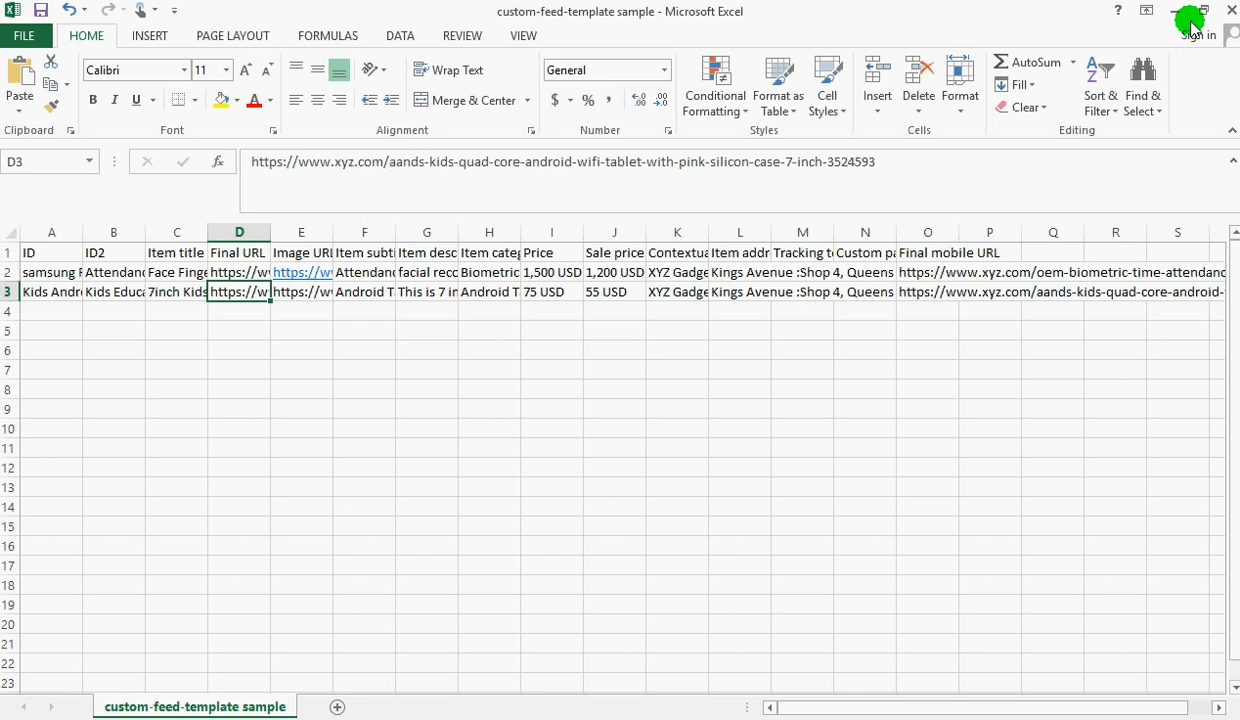 custom-feed-template sample - Microsoft Excel
?
Sign in
FILE HOME INSERT PAGE LAYOUT FORMULAS DATA REVIEW VIEW
Calibri 11 A A Wrap Text General AutoSum
Paste B I U A Merge & Center $ % , Conditional Formatting Format as Table Cell Styles Insert Delete Format Fill Clear Sort & Filter Find & Select
Clipboard Font Alignment Number Styles Cells Editing
D3 fx https://www.xyz.com/aands-kids-quad-core-android-wifi-tablet-with-pink-silicon-case-7-inch-3524593
A B C D E F G H I J K L M N O P Q R S
1 ID ID2 Item title Final URL Image URL Item subti Item desc Item categ Price Sale price Contextua Item addr Tracking te Custom pa Final mobile URL
2 samsung F Attendanc Face Finge https://w https://w Attendanc facial reco Biometric 1,500 USD 1,200 USD XYZ Gadge Kings Avenue :Shop 4, Queens https://www.xyz.com/oem-biometric-time-attendanc
3 Kids Andro Kids Educa 7inch Kids https://w https://w Android T This is 7 in Android T 75 USD 55 USD XYZ Gadge Kings Avenue :Shop 4, Queens https://www.xyz.com/aands-kids-quad-core-android-
4
5
6
7
8
9
10
11
12
13
14
15
16
17
18
19
20
21
22
23
custom-feed-template sample